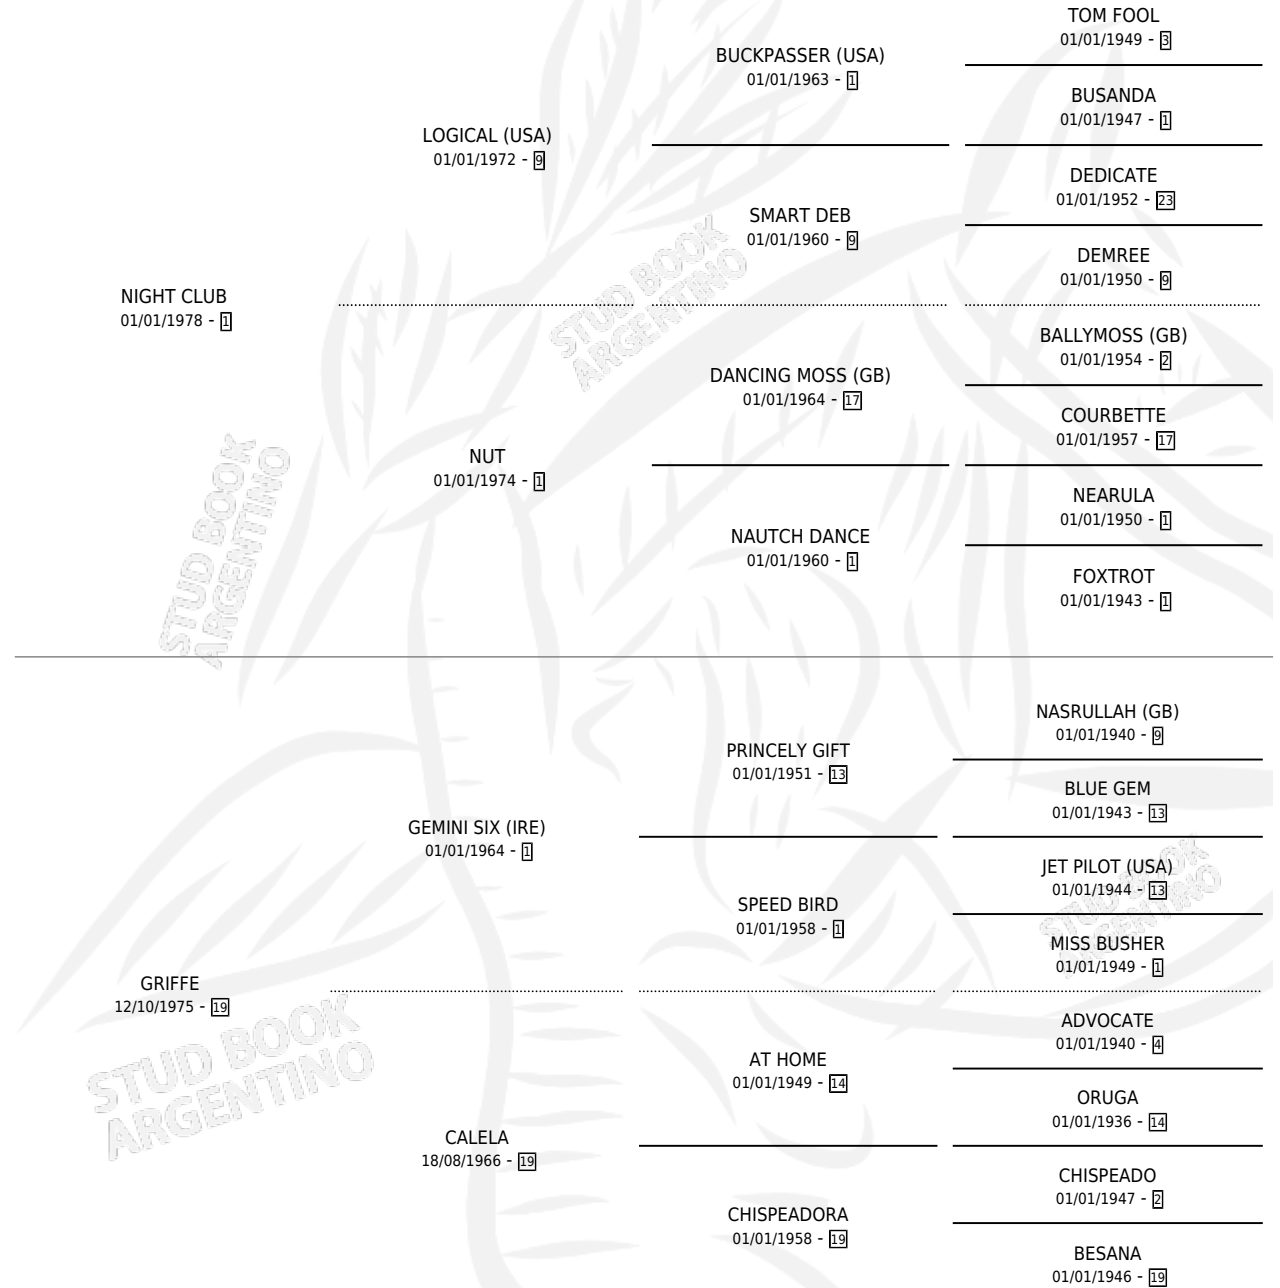 TOM FOOL
01/01/1949 - 3
BUCKPASSER (USA)
01/01/1963 - 1
BUSANDA
01/01/1947 - 1
LOGICAL (USA)
01/01/1972 - 9
DEDICATE
01/01/1952 - 23
SMART DEB
01/01/1960 - 9
DEMREE
01/01/1950 - 9
NIGHT CLUB
01/01/1978 - 1
STUD BOOK
ARGENTINO
BALLYMOSS (GB)
01/01/1954 - 2
DANCING MOSS (GB)
01/01/1964 - 17
COURBETTE
01/01/1957 - 17
NUT
01/01/1974 - 1
NEARULA
01/01/1950 - 1
NAUTCH DANCE
01/01/1960 - 1
FOXTROT
01/01/1943 - 1
STUD BOOK
ARGENTINO
NASRULLAH (GB)
01/01/1940 - 9
PRINCELY GIFT
01/01/1951 - 13
BLUE GEM
01/01/1943 - 13
GEMINI SIX (IRE)
01/01/1964 - 1
JET PILOT (USA)
01/01/1944 - 13
SPEED BIRD
01/01/1958 - 1
STUD BOOK
ARGENTINO
MISS BUSHER
01/01/1949 - 1
GRIFFE
12/10/1975 - 19
ADVOCATE
01/01/1940 - 4
AT HOME
01/01/1949 - 14
ORUGA
01/01/1936 - 14
STUD BOOK
ARGENTINO
CALELA
18/08/1966 - 19
CHISPEADO
01/01/1947 - 2
CHISPEADORA
01/01/1958 - 19
BESANA
01/01/1946 - 19